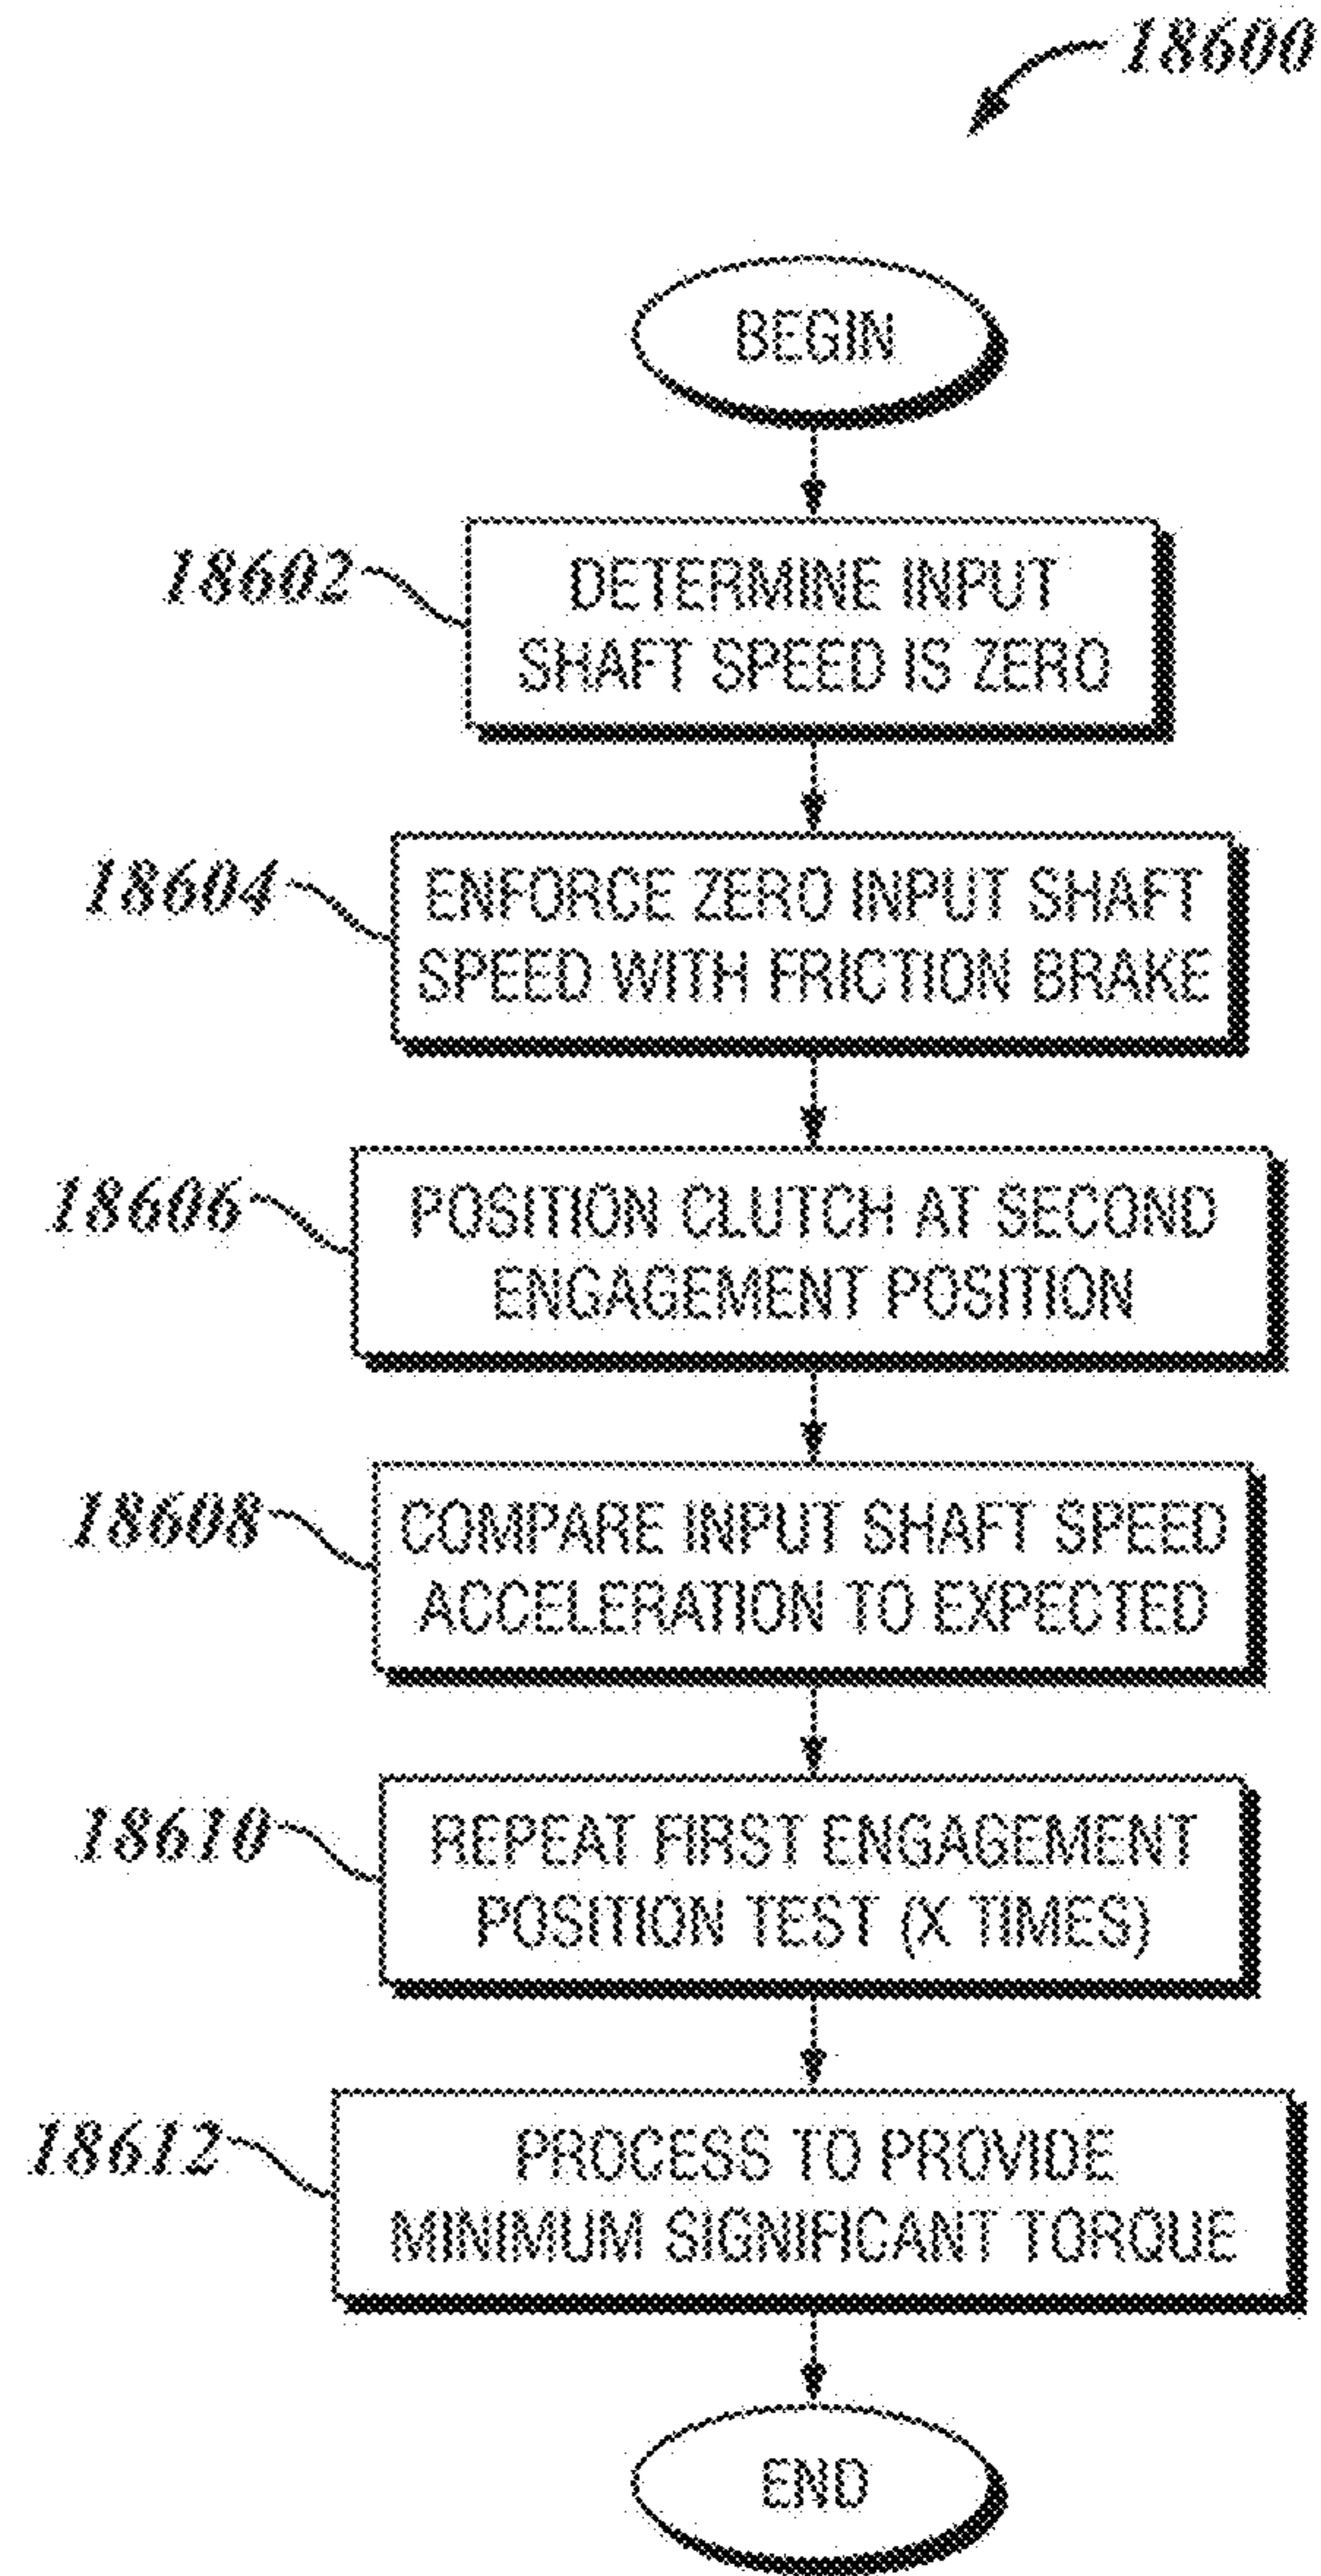 18600
BEGIN
18602
DETERMINE INPUT
SHAFT SPEED IS ZERO
18604
ENFORCE ZERO INPUT SHAFT
SPEED WITH FRICTION BRAKE
18606
POSITION CLUTCH AT SECOND
ENGAGEMENT POSITION
18608
COMPARE INPUT SHAFT SPEED
ACCELERATION TO EXPECTED
18610
REPEAT FIRST ENGAGEMENT
POSITION TEST (X TIMES)
18612
PROCESS TO PROVIDE
MINIMUM SIGNIFICANT TORQUE
END